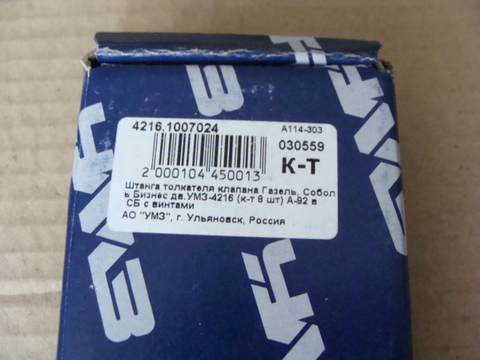 4216.1007024
А114-303
030559
К-Т
2 000104 450013
Штанга толкателя клапана Газель, Собол
ь Бизнес дв.УМЗ-4216 (к-т 8 шт) А-92 в
СБ с винтами
АО "УМЗ", г. Ульяновск, Россия